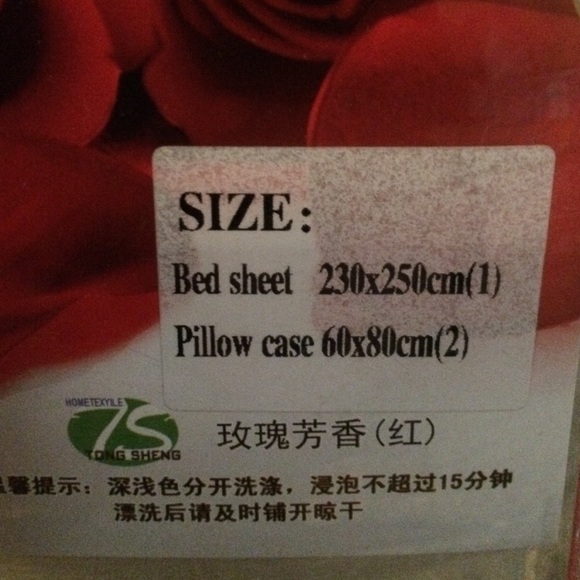 SIZE:
Bed sheet 230x250cm(1)
Pillow case 60x80cm(2)
HOMETEXYILE
TS
TONG SHENG
玫瑰芳香(红)
馨提示：深浅色分开洗涤，浸泡不超过15分钟
漂洗后请及时铺开晾干